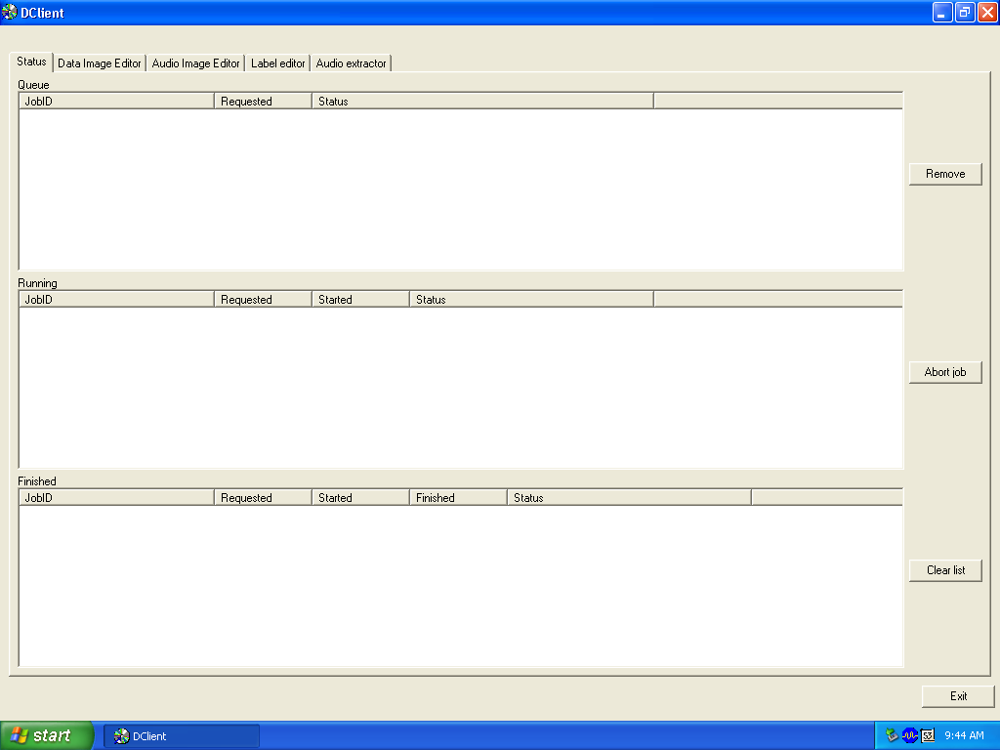 DClient
Status Data Image Editor Audio Image Editor Label editor Audio extractor
Queue
JobID Requested Status
Remove
Running
JobID Requested Started Status
Abort job
Finished
JobID Requested Started Finished Status
Clear list
Exit
start DClient 9:44 AM